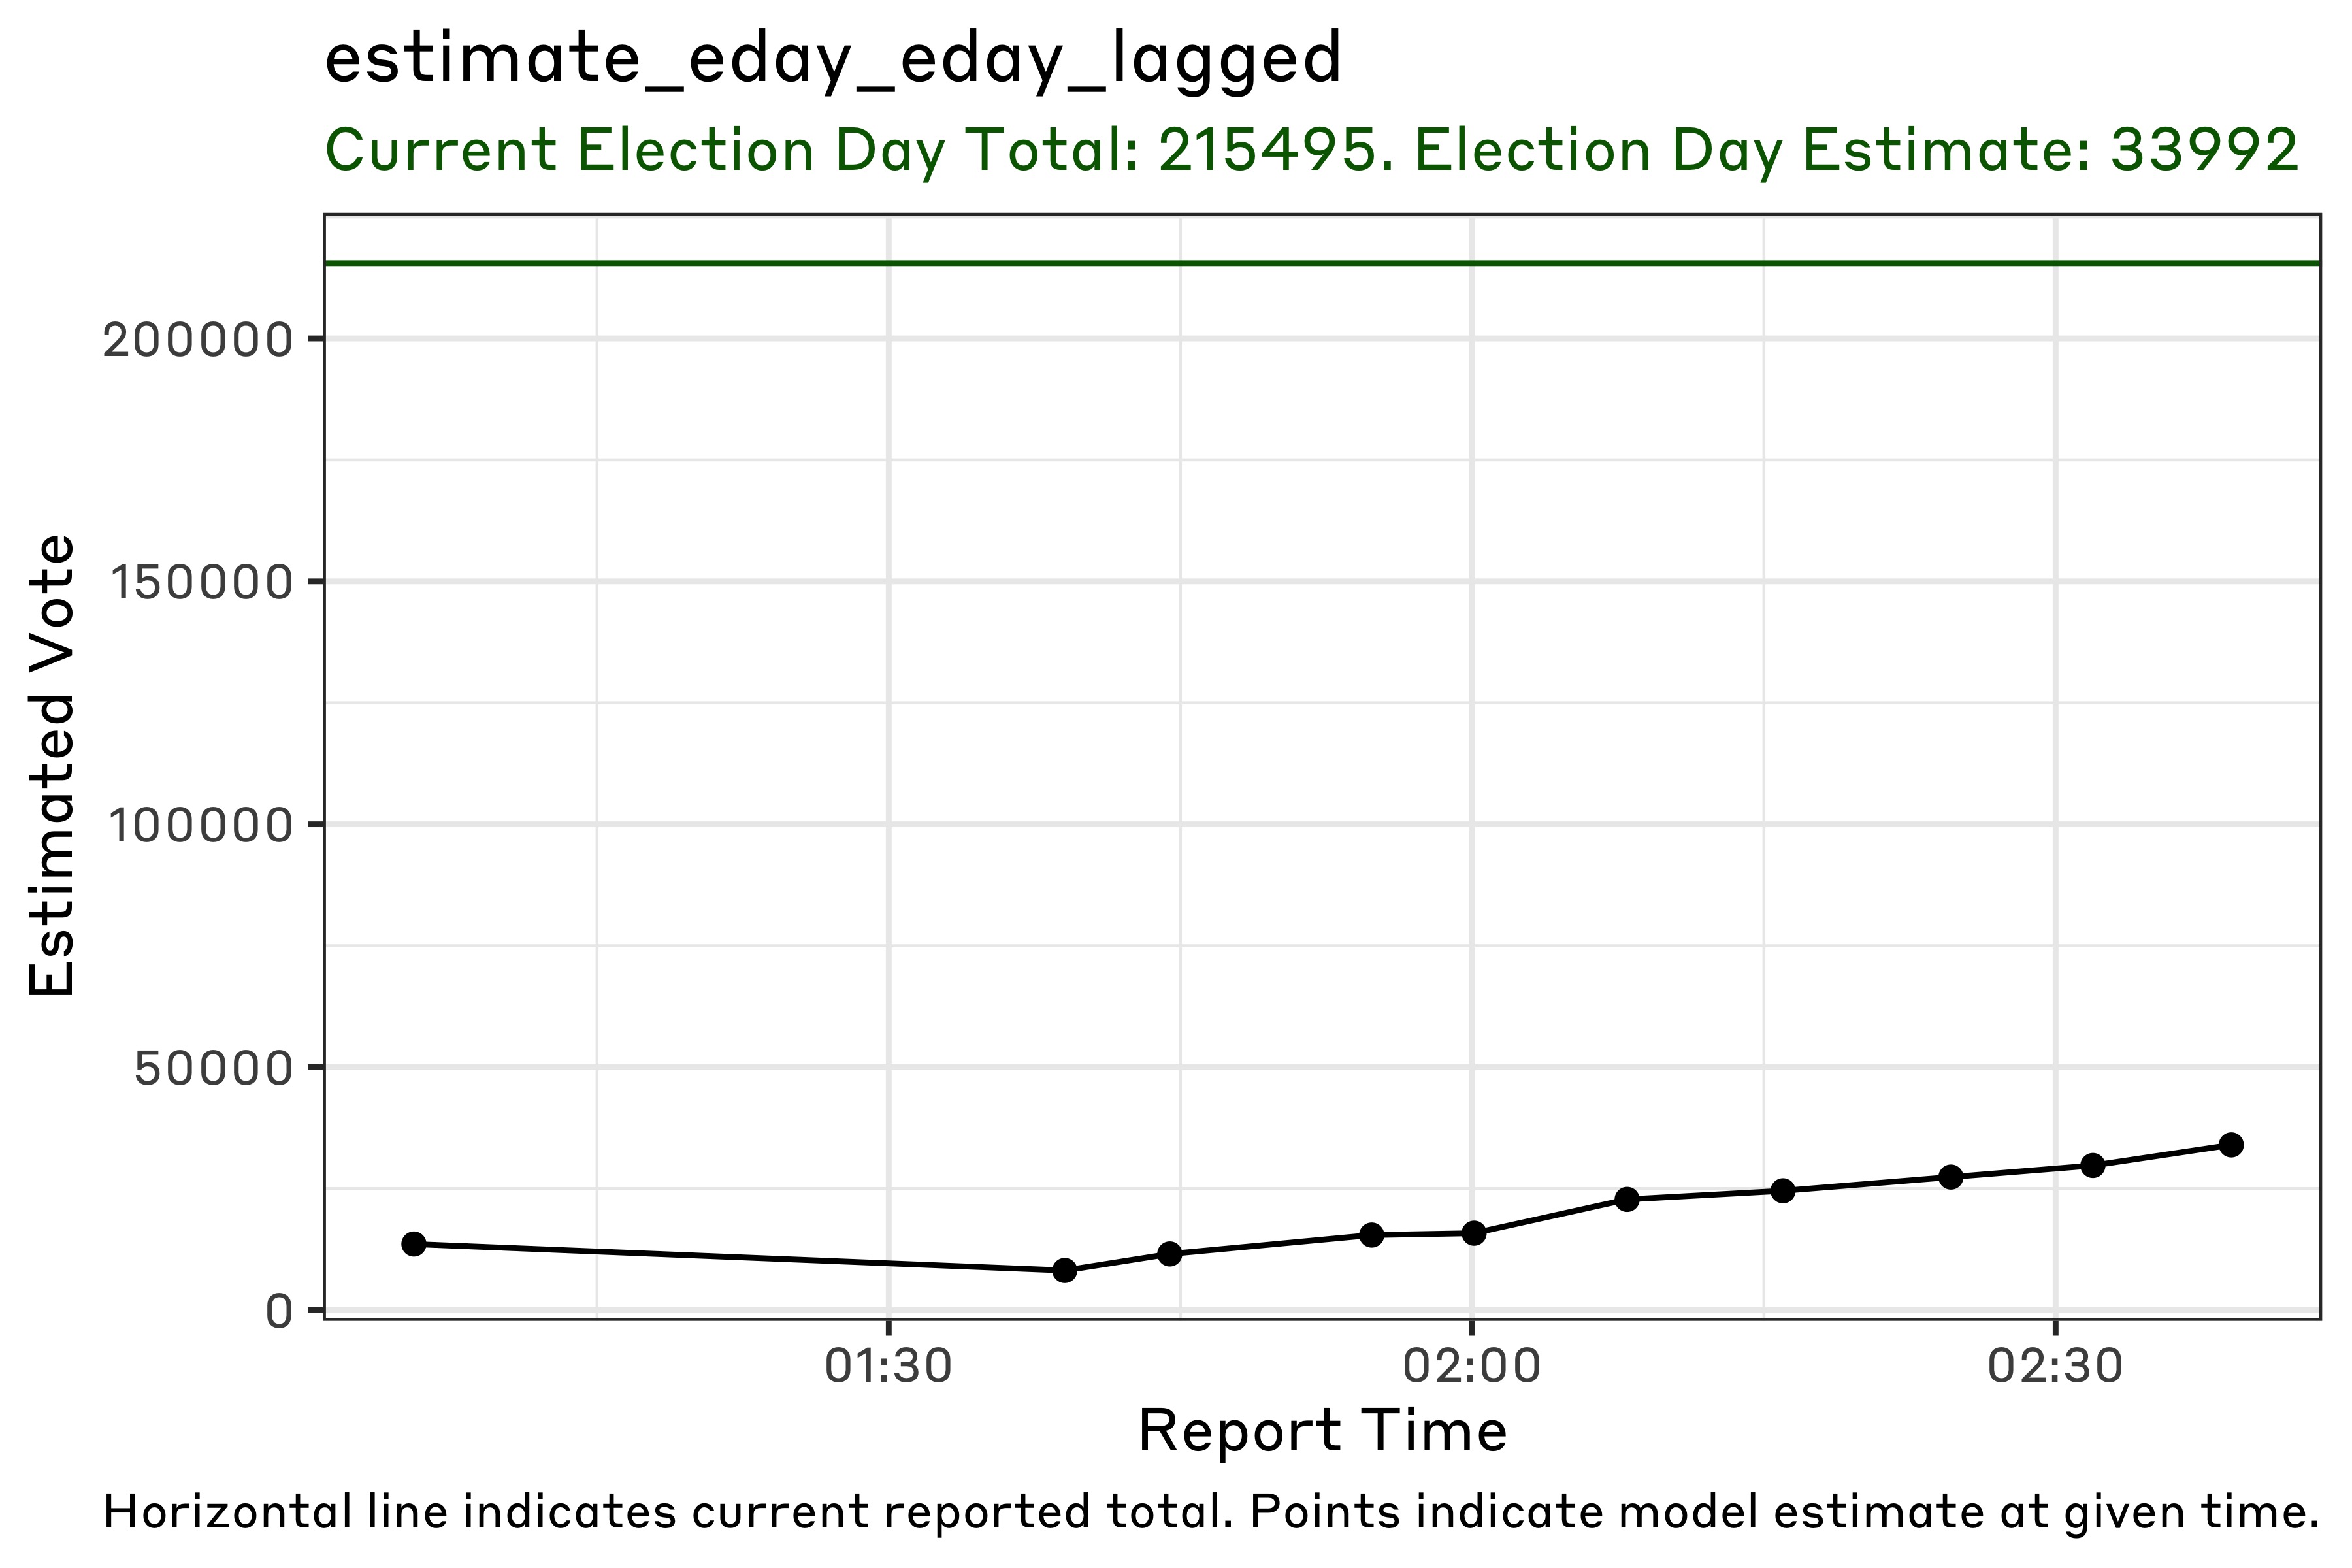 estimate_eday_eday_lagged
Current Election Day Total: 215495. Election Day Estimate: 33992
Estimated Vote
200000
150000
100000
50000
0
01:30 02:00 02:30
Report Time
Horizontal line indicates current reported total. Points indicate model estimate at given time.